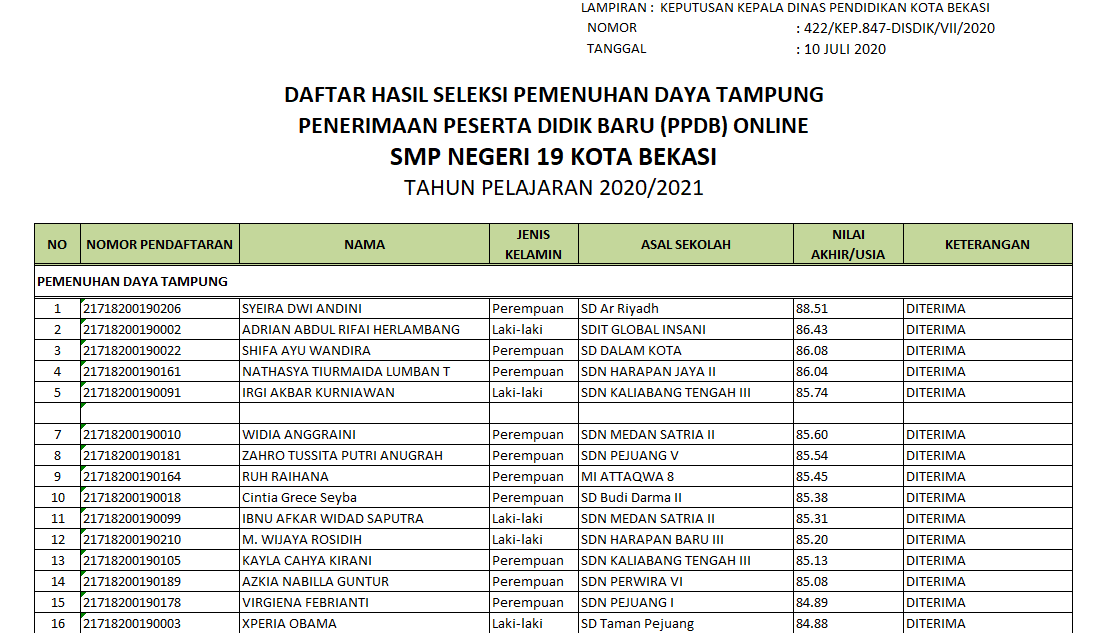 LAMPIRAN : KEPUTUSAN KEPALA DINAS PENDIDIKAN KOTA BEKASI
NOMOR : 422/KEP.847-DISDIK/VII/2020
TANGGAL : 10 JULI 2020
DAFTAR HASIL SELEKSI PEMENUHAN DAYA TAMPUNG
PENERIMAAN PESERTA DIDIK BARU (PPDB) ONLINE
SMP NEGERI 19 KOTA BEKASI
TAHUN PELAJARAN 2020/2021
NO NOMOR PENDAFTARAN NAMA JENIS KELAMIN ASAL SEKOLAH NILAI AKHIR/USIA KETERANGAN
PEMENUHAN DAYA TAMPUNG
1 21718200190206 SYEIRA DWI ANDINI Perempuan SD Ar Riyadh 88.51 DITERIMA
2 21718200190002 ADRIAN ABDUL RIFAI HERLAMBANG Laki-laki SDIT GLOBAL INSANI 86.43 DITERIMA
3 21718200190022 SHIFA AYU WANDIRA Perempuan SD DALAM KOTA 86.08 DITERIMA
4 21718200190161 NATHASYA TIURMAIDA LUMBAN T Perempuan SDN HARAPAN JAYA II 86.04 DITERIMA
5 21718200190091 IRGI AKBAR KURNIAWAN Laki-laki SDN KALIABANG TENGAH III 85.74 DITERIMA
7 21718200190010 WIDIA ANGGRAINI Perempuan SDN MEDAN SATRIA II 85.60 DITERIMA
8 21718200190181 ZAHRO TUSSITA PUTRI ANUGRAH Perempuan SDN PEJUANG V 85.54 DITERIMA
9 21718200190164 RUH RAIHANA Perempuan MI ATTAQWA 8 85.45 DITERIMA
10 21718200190018 Cintia Grece Seyba Perempuan SD Budi Darma II 85.38 DITERIMA
11 21718200190099 IBNU AFKAR WIDAD SAPUTRA Laki-laki SDN MEDAN SATRIA II 85.31 DITERIMA
12 21718200190210 M. WIJAYA ROSIDIH Laki-laki SDN HARAPAN BARU III 85.20 DITERIMA
13 21718200190105 KAYLA CAHYA KIRANI Perempuan SDN KALIABANG TENGAH III 85.13 DITERIMA
14 21718200190189 AZKIA NABILLA GUNTUR Perempuan SDN PERWIRA VI 85.08 DITERIMA
15 21718200190178 VIRGIENA FEBRIANTI Perempuan SDN PEJUANG I 84.89 DITERIMA
16 21718200190003 XPERIA OBAMA Laki-laki SD Taman Pejuang 84.88 DITERIMA